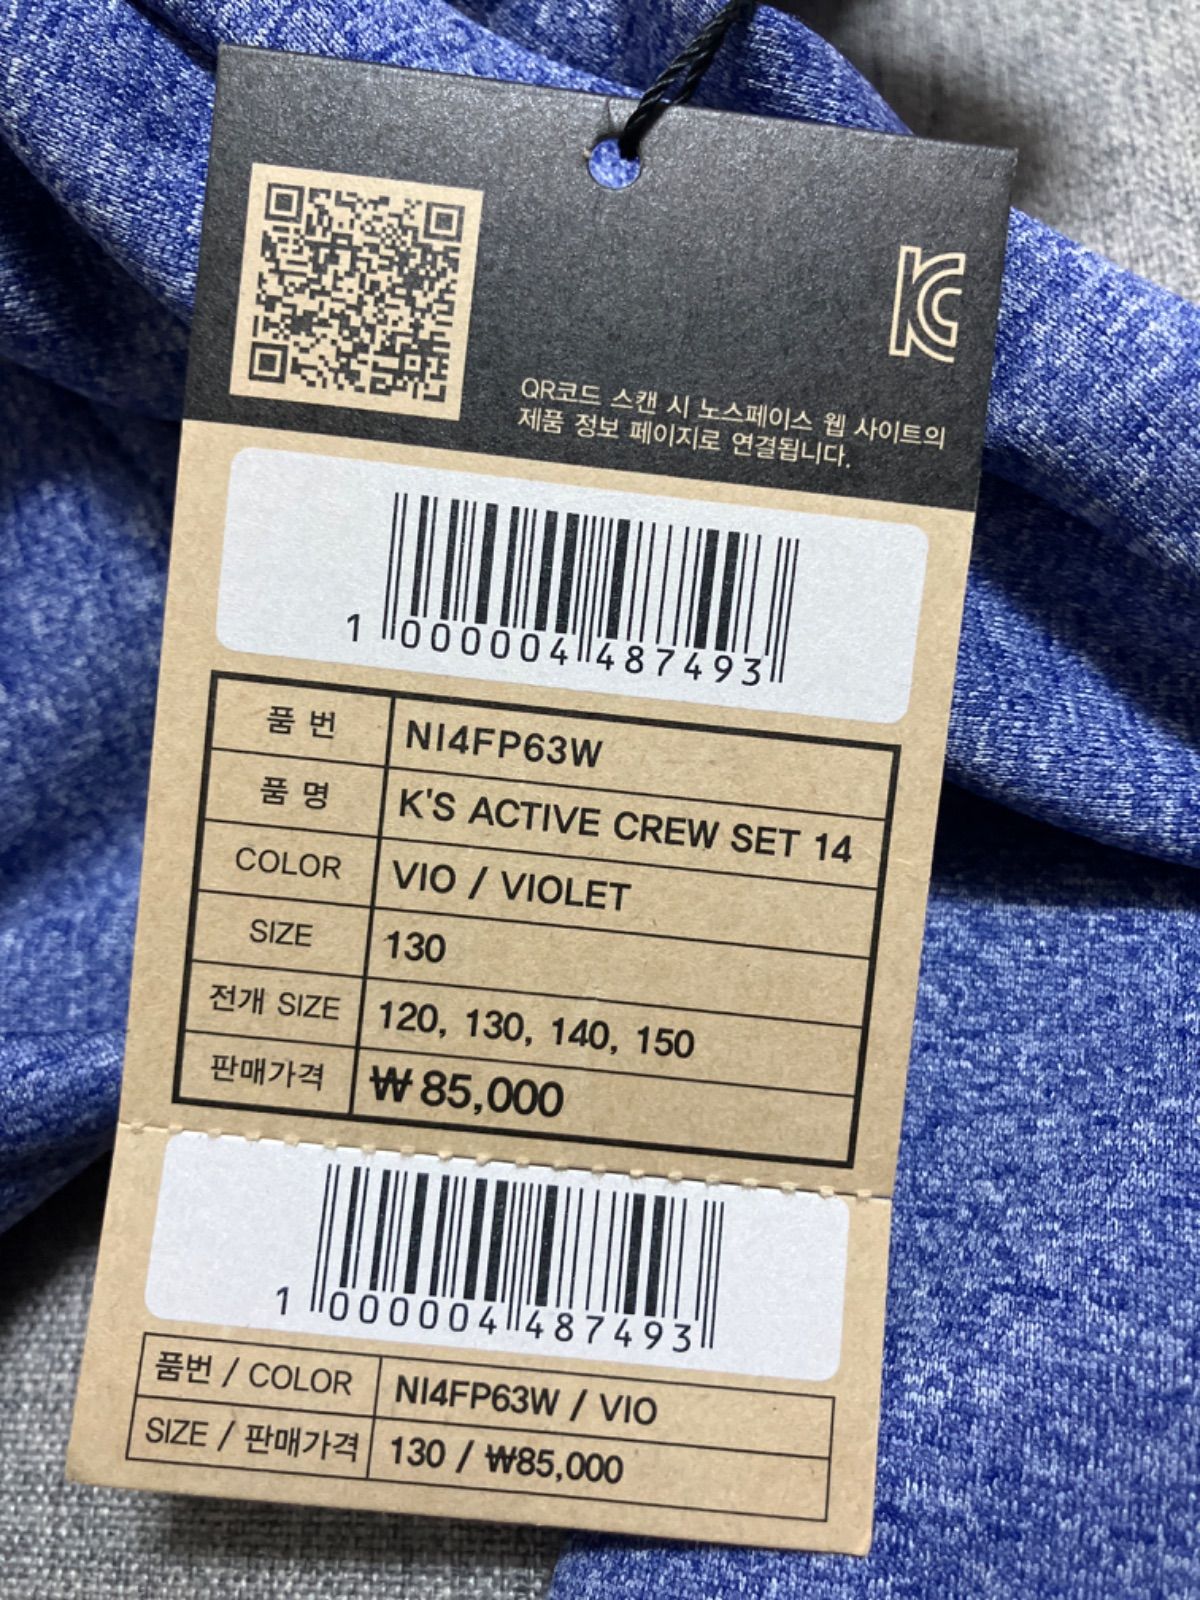 KC
QR코드 스캔 시 노스페이스 웹 사이트의
제품 정보 페이지로 연결됩니다.
1 000004 487493
품 번 NI4FP63W
품 명 K'S ACTIVE CREW SET 14
COLOR VIO / VIOLET
SIZE 130
전개 SIZE 120, 130, 140, 150
판매가격 ₩85,000
1 000004 487493
품번 / COLOR NI4FP63W / VIO
SIZE / 판매가격 130 / ₩85,000